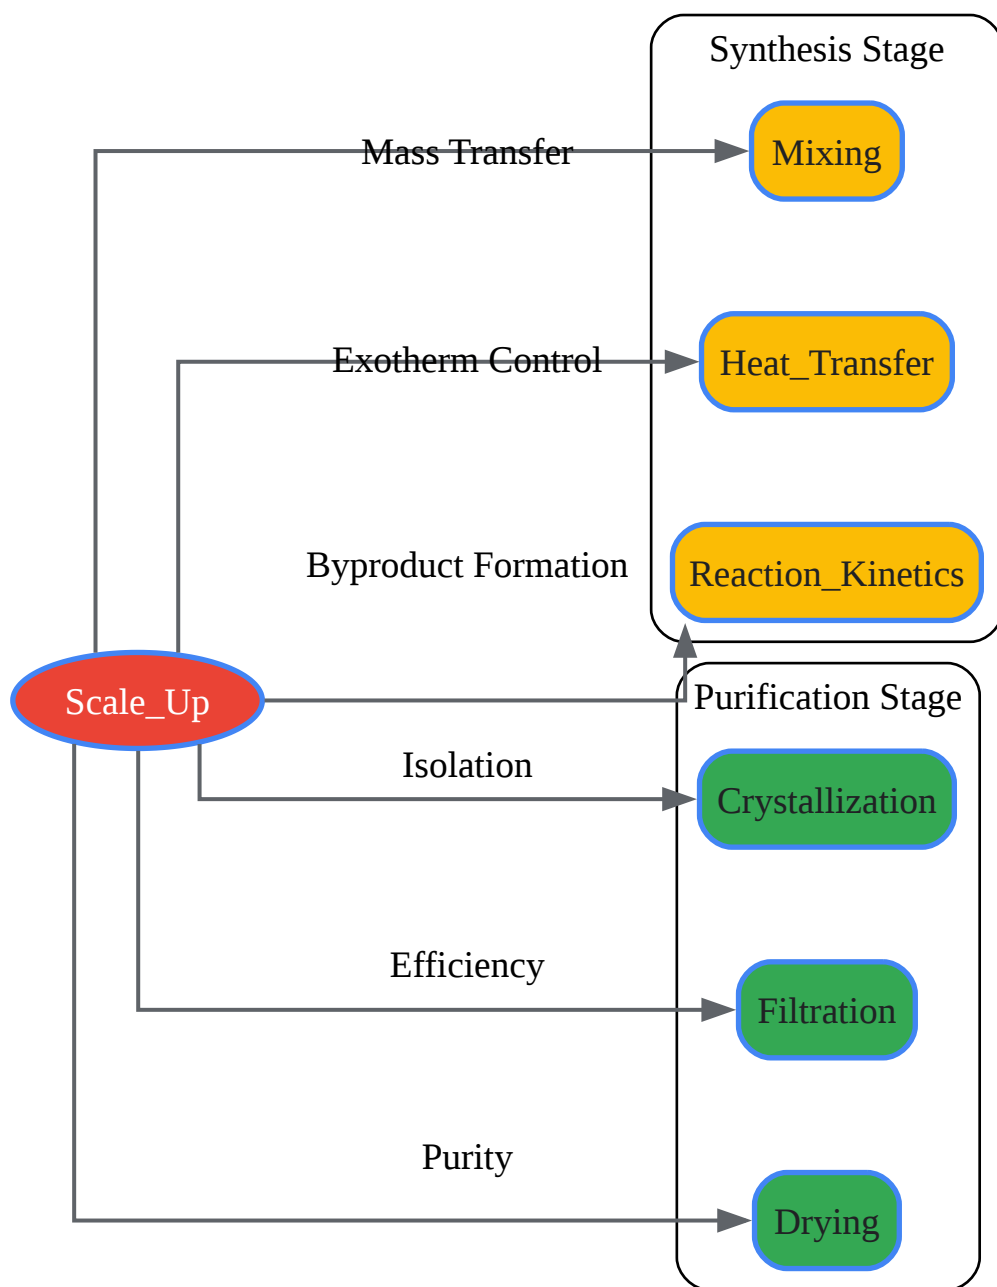 Synthesis Stage
Mass Transfer
Mixing
Exotherm Control
Heat_Transfer
Byproduct Formation
Reaction_Kinetics
Scale_Up
Purification Stage
Isolation
Crystallization
Efficiency
Filtration
Purity
Drying